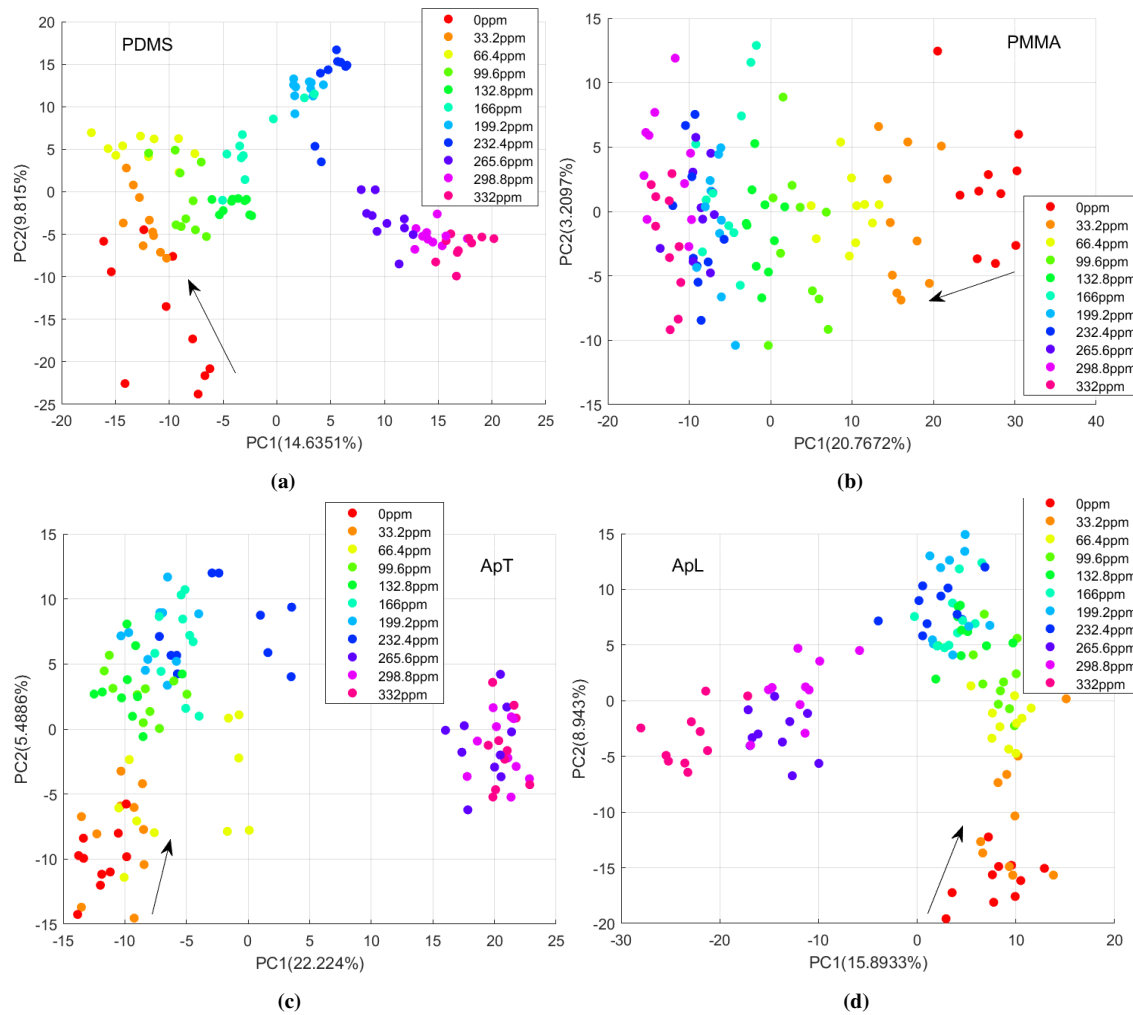 PDMS
0ppm
33.2ppm
66.4ppm
99.6ppm
132.8ppm
166ppm
199.2ppm
232.4ppm
265.6ppm
298.8ppm
332ppm
20
15
10
5
0
-5
-10
-15
-20
-25
PC2(9.815%)
-20 -15 -10 -5 0 5 10 15 20 25
PC1(14.6351%)
(a)
PMMA
0ppm
33.2ppm
66.4ppm
99.6ppm
132.8ppm
166ppm
199.2ppm
232.4ppm
265.6ppm
298.8ppm
332ppm
15
10
5
0
-5
-10
-15
PC2(3.2097%)
-20 -10 0 10 20 30 40
PC1(20.7672%)
(b)
ApT
0ppm
33.2ppm
66.4ppm
99.6ppm
132.8ppm
166ppm
199.2ppm
232.4ppm
265.6ppm
298.8ppm
332ppm
15
10
5
0
-5
-10
-15
PC2(5.4886%)
-15 -10 -5 0 5 10 15 20 25
PC1(22.224%)
(c)
ApL
0ppm
33.2ppm
66.4ppm
99.6ppm
132.8ppm
166ppm
199.2ppm
232.4ppm
265.6ppm
298.8ppm
332ppm
15
10
5
0
-5
-10
-15
-20
PC2(8.943%)
-30 -20 -10 0 10 20
PC1(15.8933%)
(d)